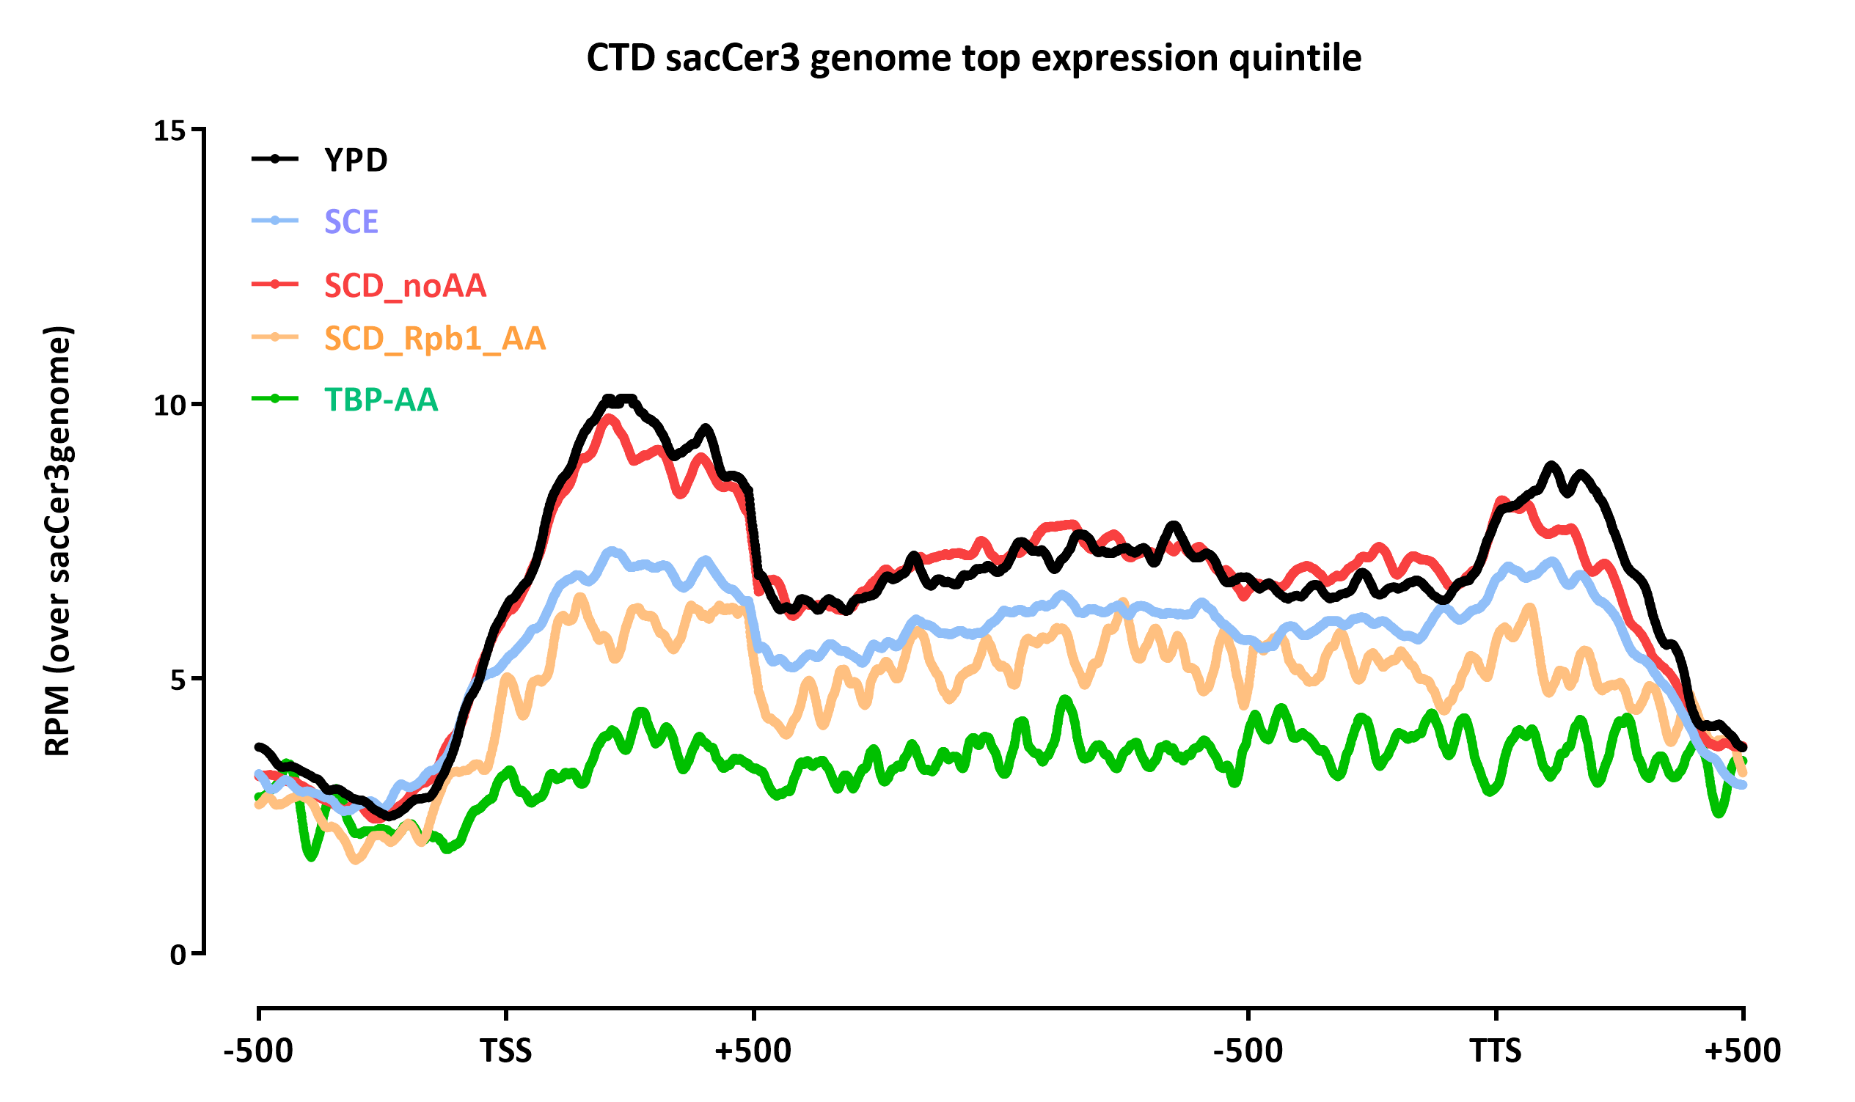 CTD sacCer3 genome top expression quintile
15
10
5
0
RPM (over sacCer3genome)
YPD
SCE
SCD_noAA
SCD_Rpb1_AA
TBP-AA
-500 TSS +500 -500 TTS +500